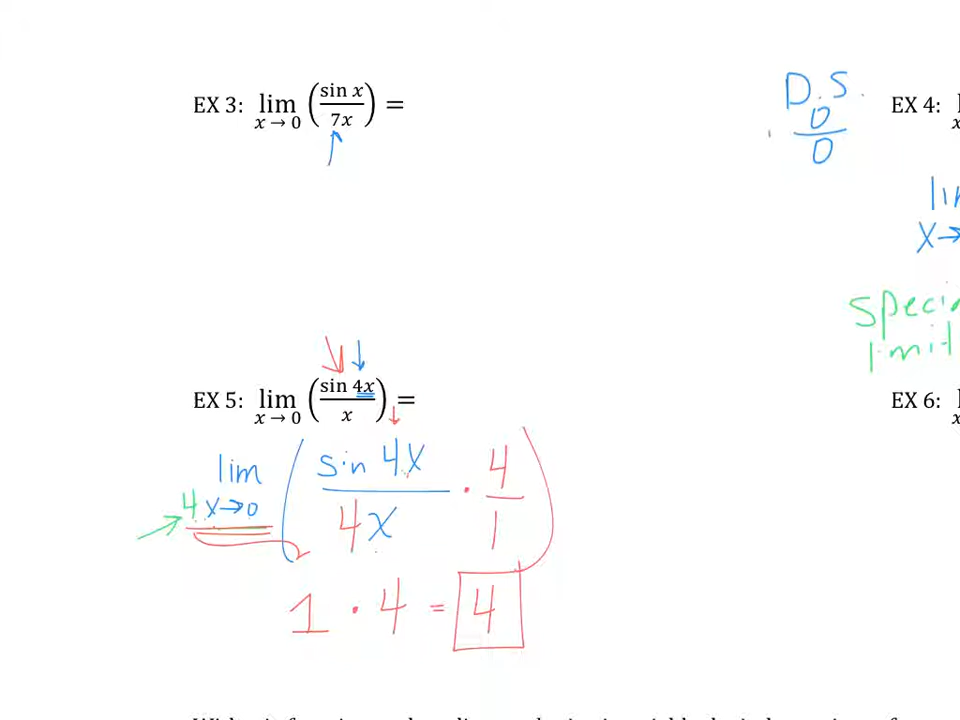 EX 3: lim x→0 (sin x / 7x) =
D.S.
0/0
EX 4:
x→
special
limit
EX 5: lim x→0 (sin 4x / x) =
EX 6:
lim 4x→0 (sin 4x / 4x · 4/1)
1 · 4 = 4